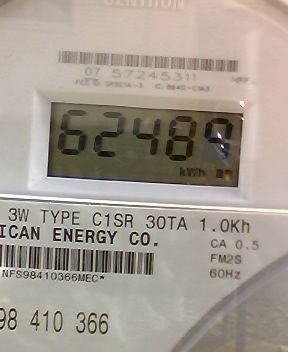 CENTRON
07 57245311
62489
kWh
3W TYPE C1SR 30TA 1.0Kh
ICAN ENERGY CO.
CA 0.5
FM2S
60Hz
NFS98410366MEC*
98 410 366